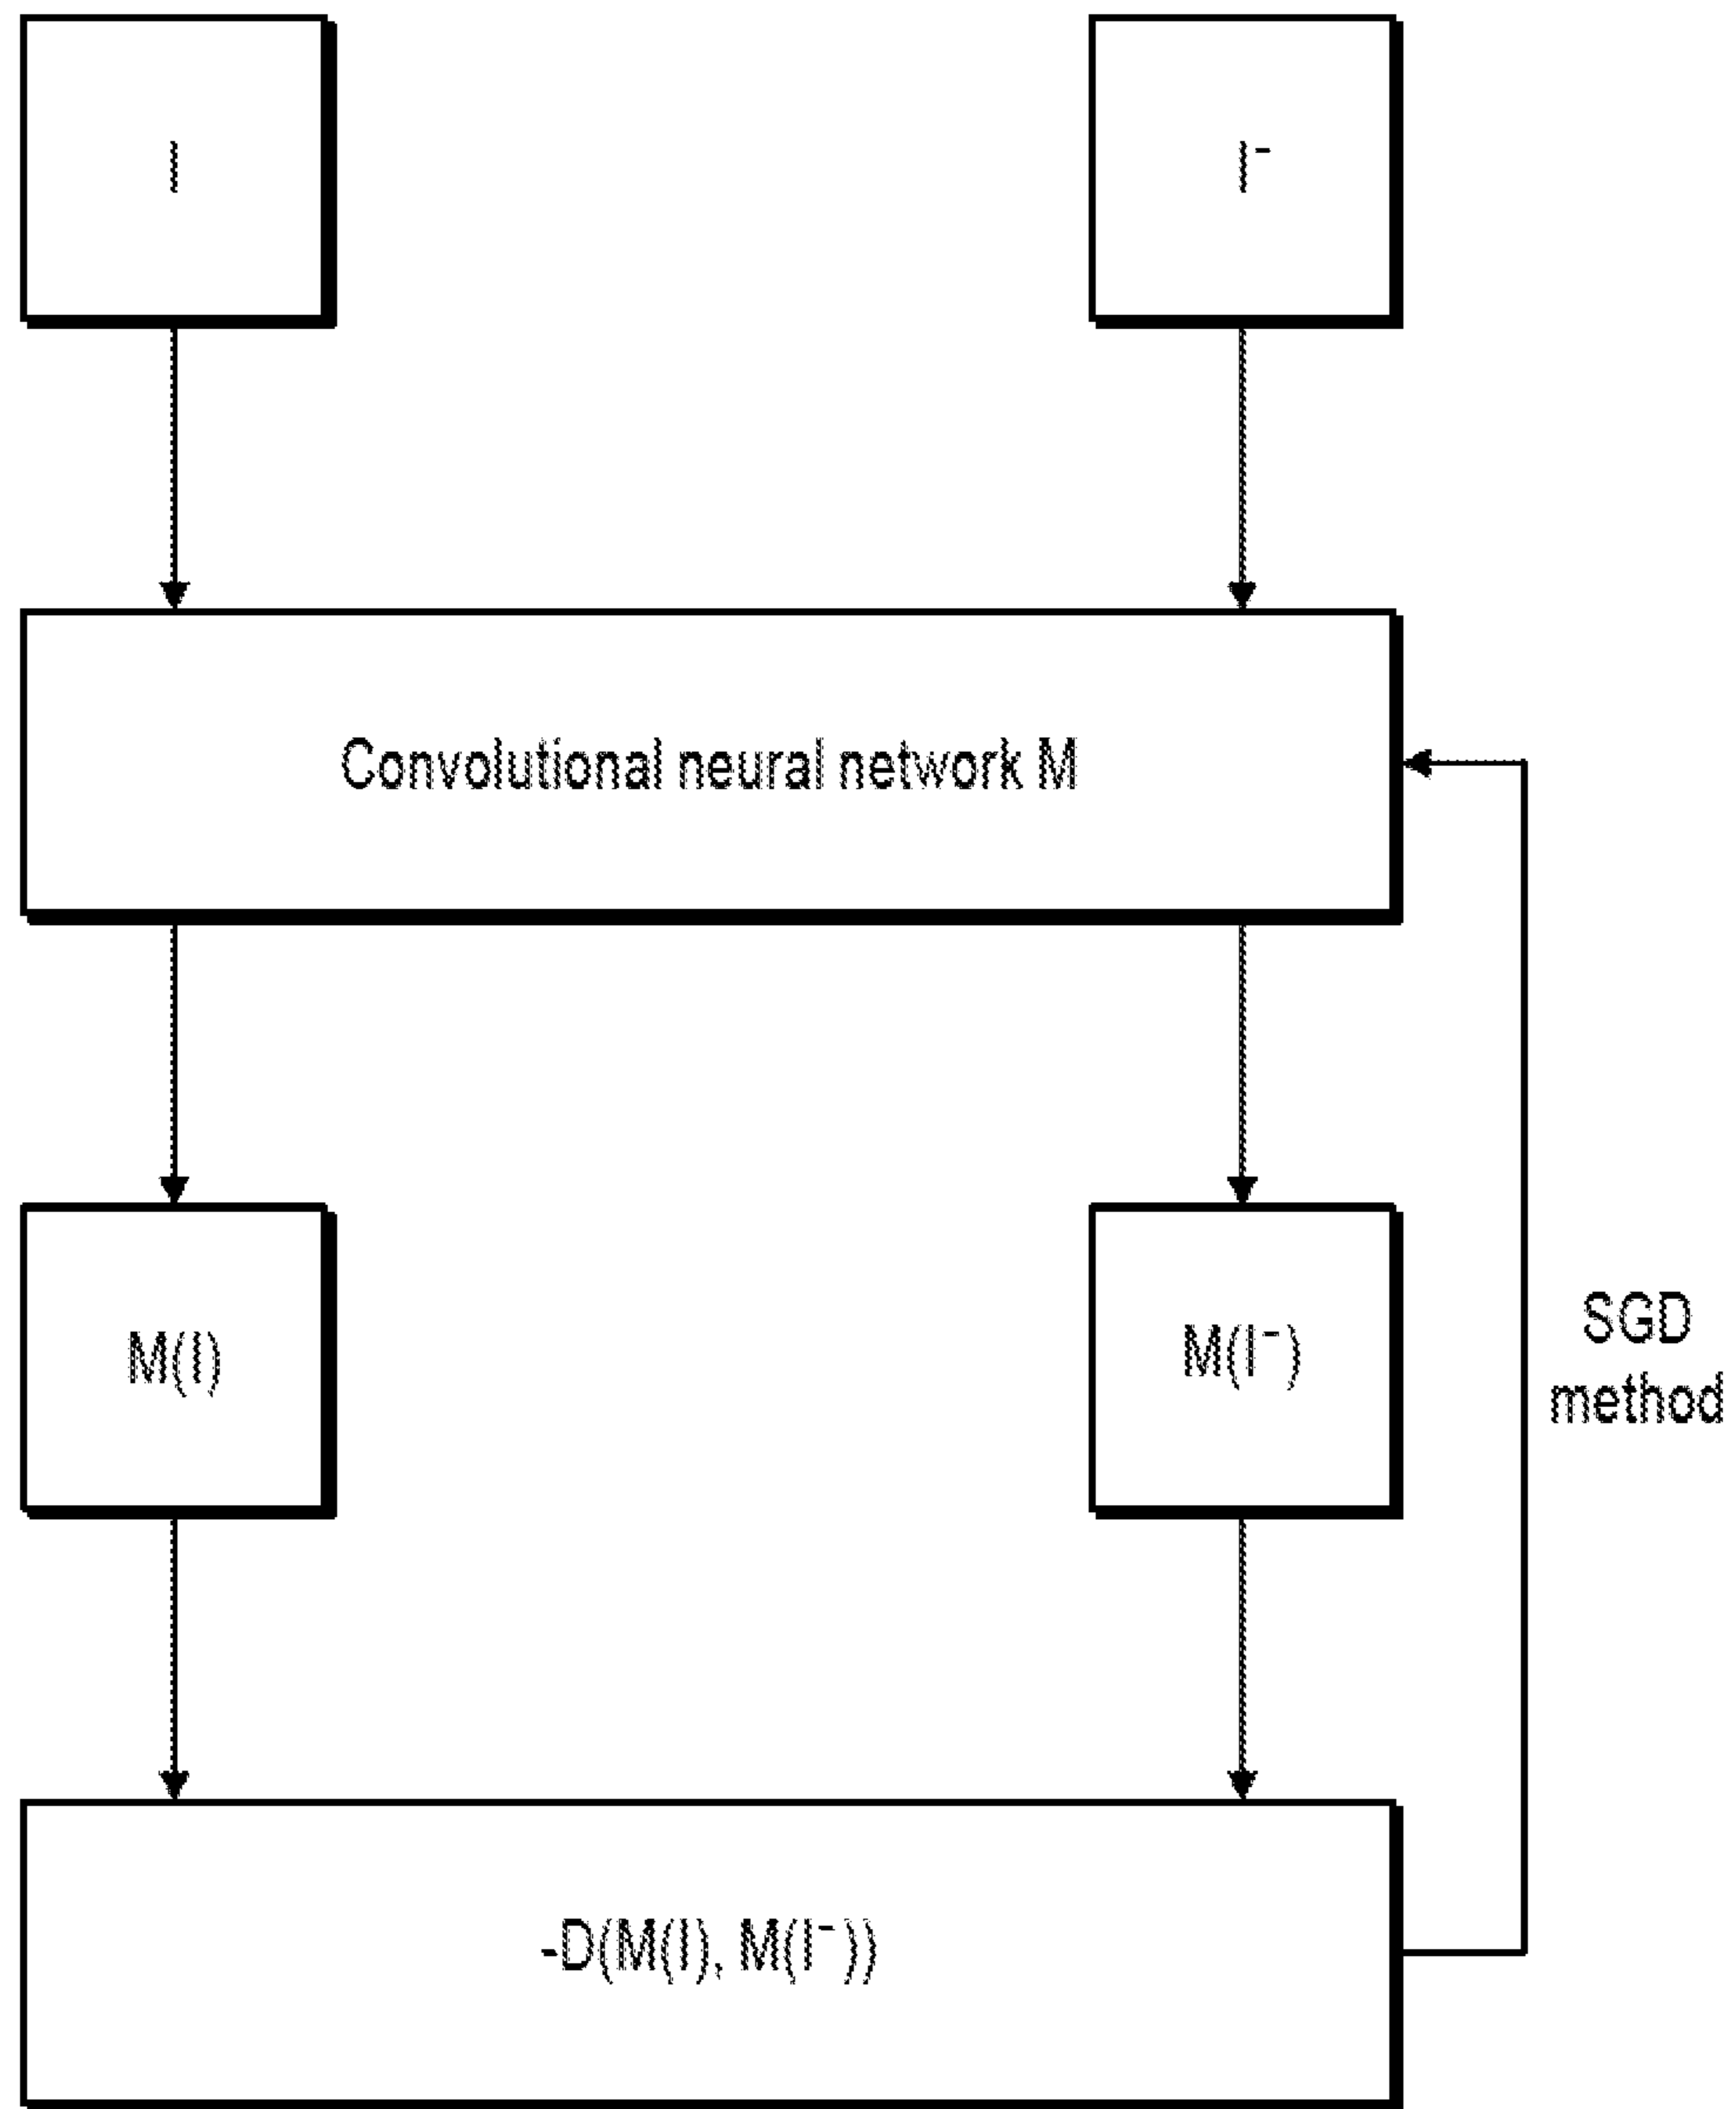 I
I⁻
Convolutional neural network M
M(I)
M(I⁻)
SGD
method
-D(M(I), M(I⁻))